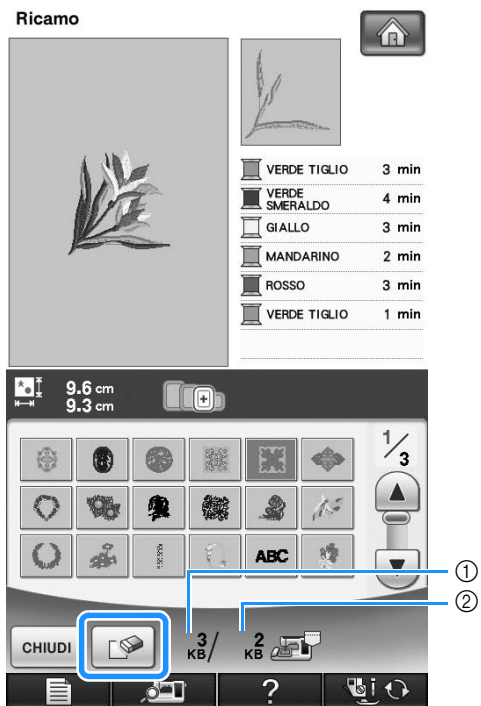 Ricamo
VERDE TIGLIO 3 min
VERDE SMERALDO 4 min
GIALLO 3 min
MANDARINO 2 min
ROSSO 3 min
VERDE TIGLIO 1 min
9.6 cm
9.3 cm
1/3
ABC
①
②
CHIUDI 3 KB/ 2 KB
?